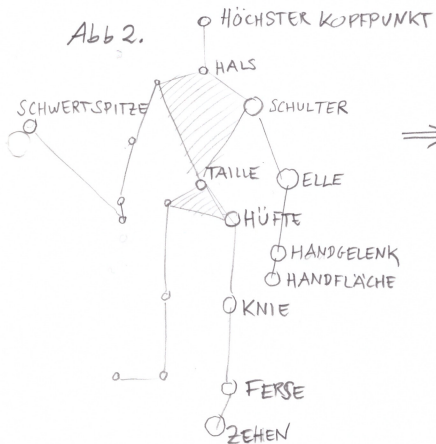 Abb 2.
HÖCHSTER KOPFPUNKT
HALS
SCHWERTSPITZE
SCHULTER
TAILLE
ELLE
HÜFTE
HANDGELENK
HANDFLÄCHE
KNIE
FERSE
ZEHEN